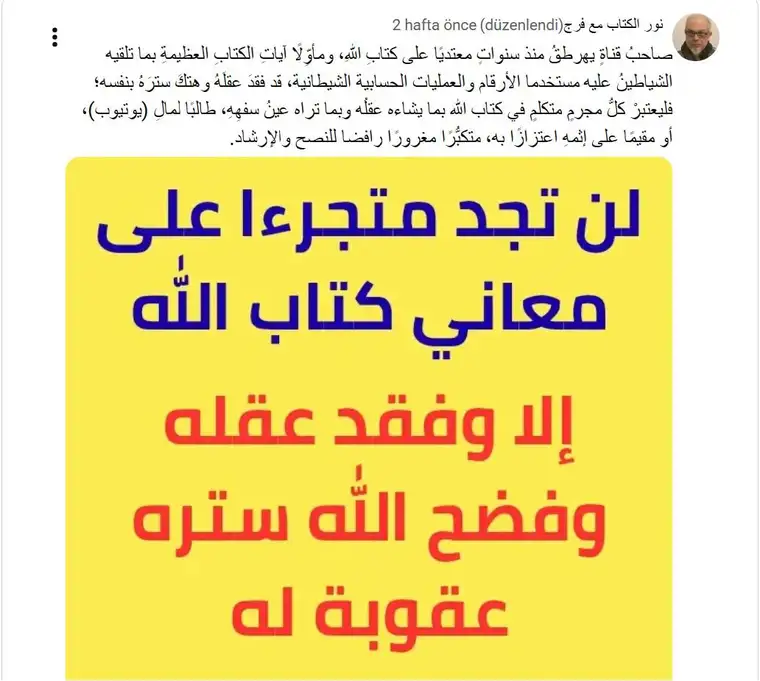 نور الكتاب مع فرج (düzenlendi) 2 hafta önce
صاحبُ قناةٍ يهرطقُ منذ سنواتٍ معتديًا على كتابِ اللهِ، ومأوّلًا آياتِ الكتابِ العظيمةِ بما تلقيه
الشياطينُ عليه مستخدما الأرقام والعمليات الحسابية الشيطانية، قد فقدَ عقلَهُ وهتكَ سترَهُ بنفسه؛
فليعتبرْ كلُّ مجرمٍ متكلمٍ في كتاب الله بما يشاءه عقلُه وبما تراه عينُ سفههِ، طالبًا لمالِ (يوتيوب)،
أو مقيمًا على إثمهِ اعتزازًا به، متكبُّرًا مغرورًا رافضا للنصح والإرشاد.
لن تجد متجرءا على
معاني كتاب الله
إلا وفقد عقله
وفضح الله ستره
عقوبة له